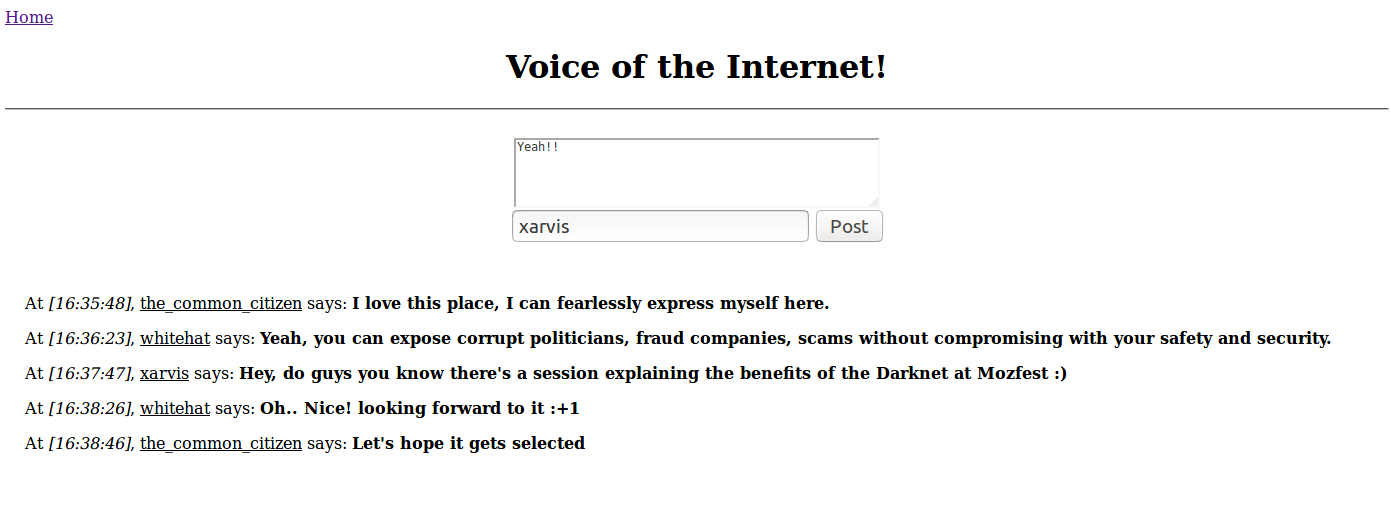 Home
Voice of the Internet!
Yeah!!
xarvis Post
At [16:35:48], the_common_citizen says: I love this place, I can fearlessly express myself here.
At [16:36:23], whitehat says: Yeah, you can expose corrupt politicians, fraud companies, scams without compromising with your safety and security.
At [16:37:47], xarvis says: Hey, do guys you know there's a session explaining the benefits of the Darknet at Mozfest :)
At [16:38:26], whitehat says: Oh.. Nice! looking forward to it :+1
At [16:38:46], the_common_citizen says: Let's hope it gets selected